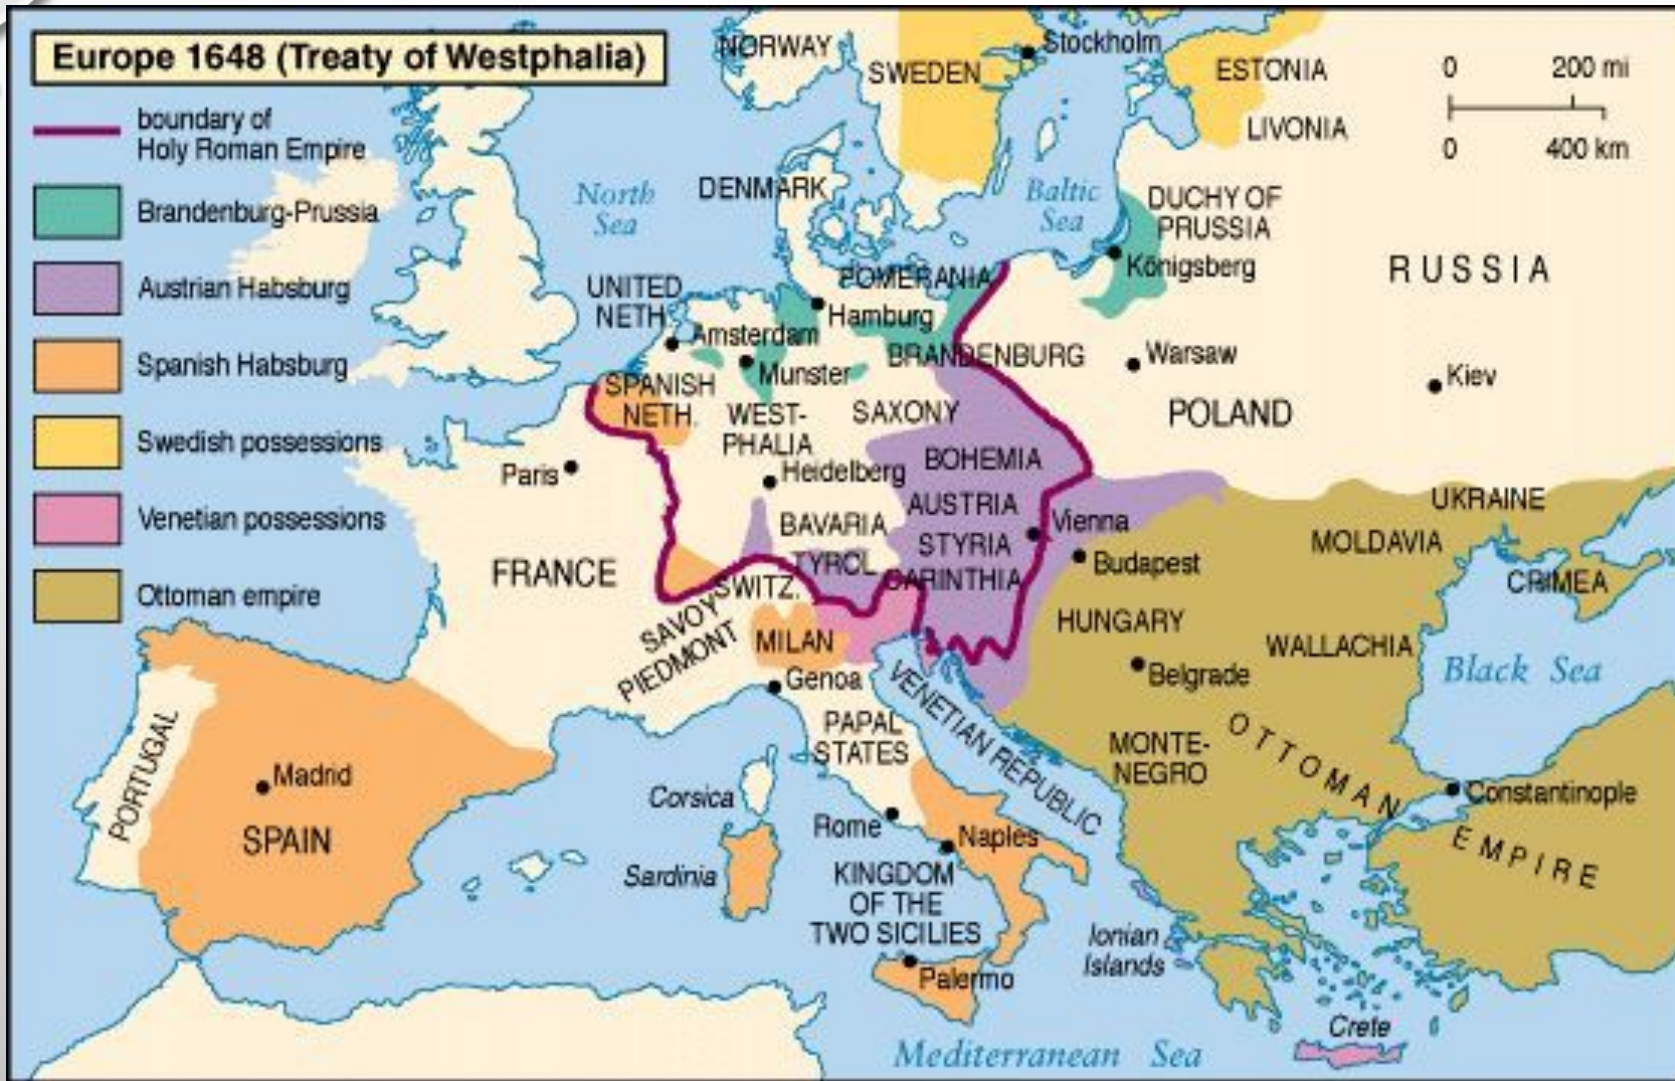 Europe 1648 (Treaty of Westphalia)
boundary of
Holy Roman Empire
Brandenburg-Prussia
Austrian Habsburg
Spanish Habsburg
Swedish possessions
Venetian possessions
Ottoman empire
0 200 mi
0 400 km
NORWAY
SWEDEN
Stockholm
ESTONIA
LIVONIA
North
Sea
DENMARK
Baltic
Sea
DUCHY OF
PRUSSIA
Königsberg
RUSSIA
UNITED
NETH.
POMERANIA
Hamburg
Amsterdam
BRANDENBURG
Warsaw
Kiev
Munster
SPANISH
NETH.
WEST-
PHALIA
SAXONY
POLAND
Paris
Heidelberg
BOHEMIA
AUSTRIA
Vienna
UKRAINE
BAVARIA
STYRIA
MOLDAVIA
FRANCE
TYROL
CARINTHIA
Budapest
CRIMEA
SWITZ.
SAVOY
PIEDMONT
MILAN
HUNGARY
WALLACHIA
Black Sea
Genoa
Belgrade
VENETIAN REPUBLIC
PAPAL
STATES
MONTE-
NEGRO
OTTOMAN
EMPIRE
PORTUGAL
Madrid
SPAIN
Corsica
Sardinia
Rome
Naples
Constantinople
KINGDOM
OF THE
TWO SICILIES
Palermo
Ionian
Islands
Crete
Mediterranean Sea